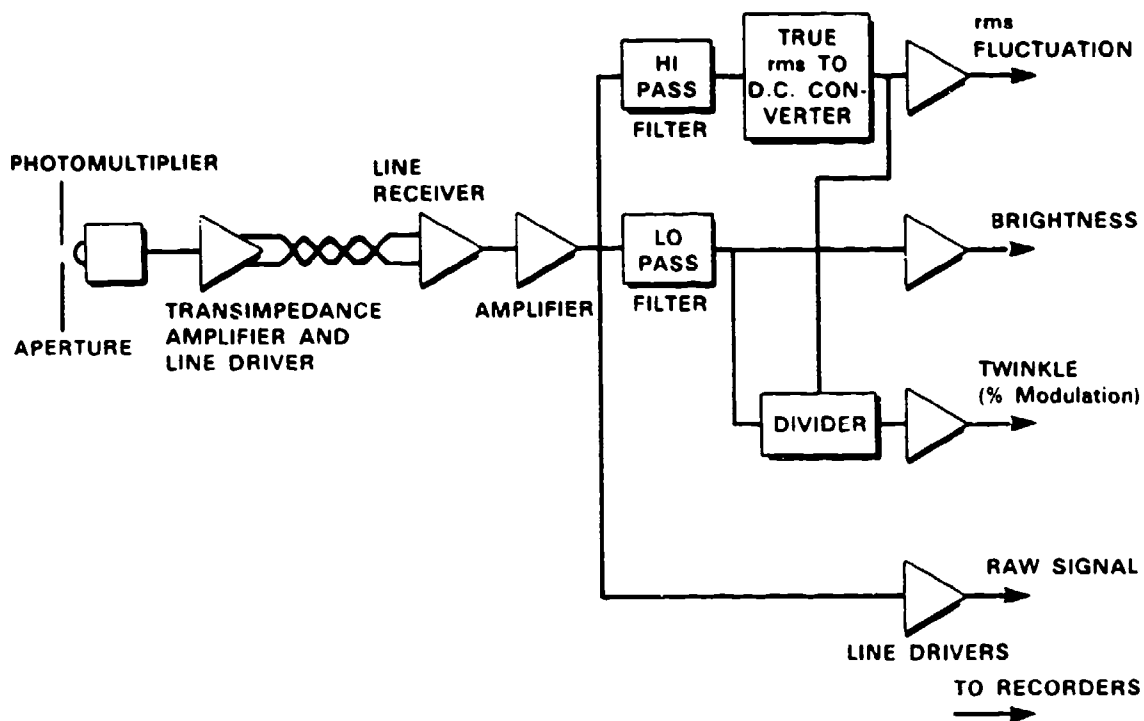 rms
FLUCTUATION
HI
PASS
FILTER
TRUE
rms TO
D.C. CON-
VERTER
PHOTOMULTIPLIER
APERTURE
TRANSIMPEDANCE
AMPLIFIER AND
LINE DRIVER
LINE
RECEIVER
AMPLIFIER
LO
PASS
FILTER
BRIGHTNESS
DIVIDER
TWINKLE
(% Modulation)
RAW SIGNAL
LINE DRIVERS
TO RECORDERS